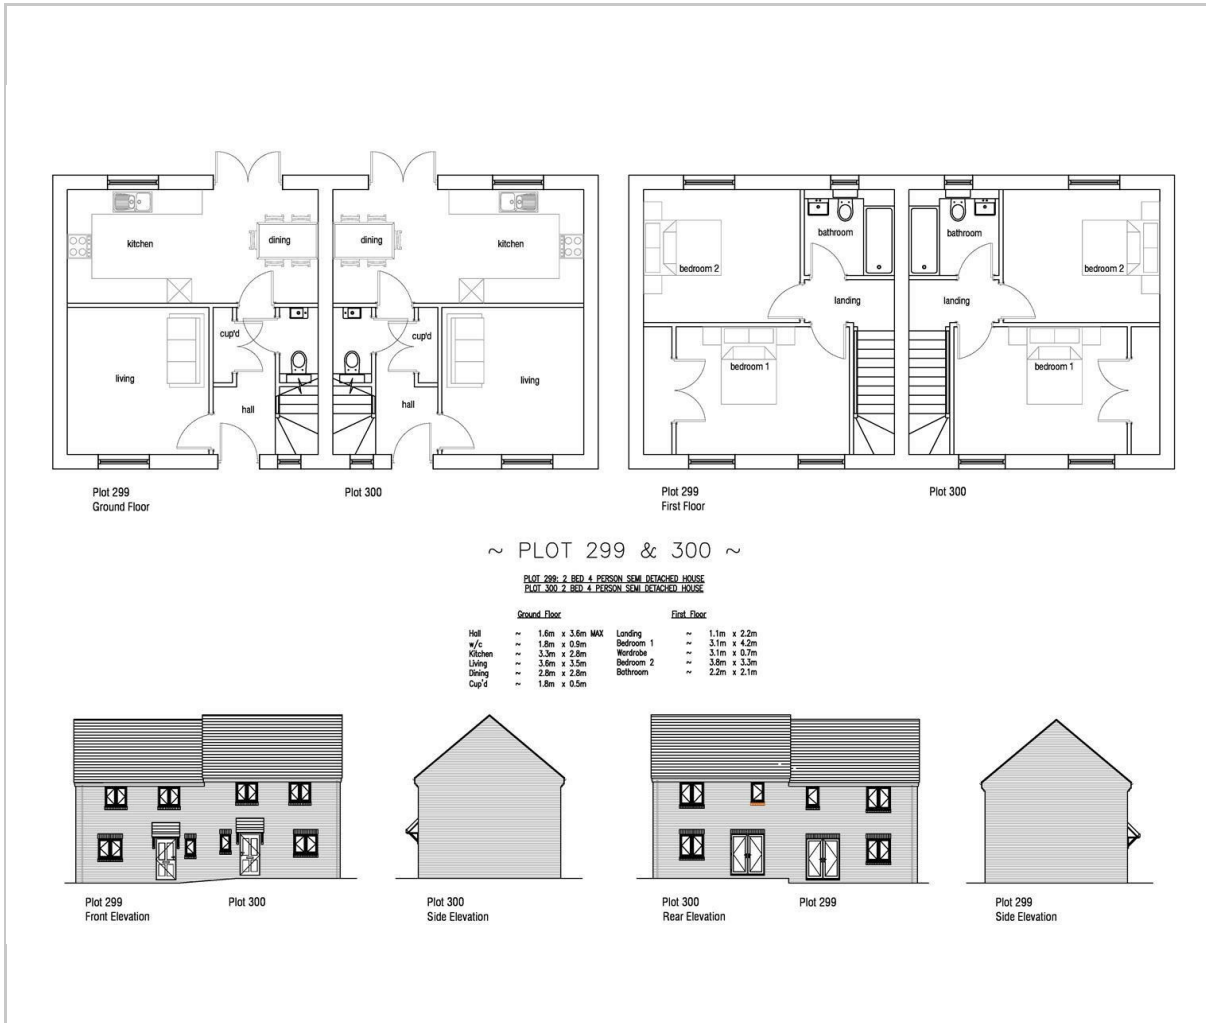 kitchen
dining
dining
kitchen
cup'd
cup'd
living
living
hall
hall
bathroom
bathroom
bedroom 2
bedroom 2
landing
landing
bedroom 1
bedroom 1
Plot 299
Ground Floor
Plot 300
Plot 299
First Floor
Plot 300
~ PLOT 299 & 300 ~
PLOT 299: 2 BED 4 PERSON SEMI DETACHED HOUSE
PLOT 300 2 BED 4 PERSON SEMI DETACHED HOUSE
Ground Floor
Hall ~ 1.6m x 3.6m MAX
w/c ~ 1.8m x 0.9m
Kitchen ~ 3.3m x 2.8m
Living ~ 3.6m x 3.5m
Dining ~ 2.8m x 2.8m
Cup'd ~ 1.8m x 0.5m
First Floor
Landing ~ 1.1m x 2.2m
Bedroom 1 ~ 3.1m x 4.2m
Wardrobe ~ 3.1m x 0.7m
Bedroom 2 ~ 3.8m x 3.3m
Bathroom ~ 2.2m x 2.1m
Plot 299
Front Elevation
Plot 300
Plot 300
Side Elevation
Plot 300
Rear Elevation
Plot 299
Plot 299
Side Elevation